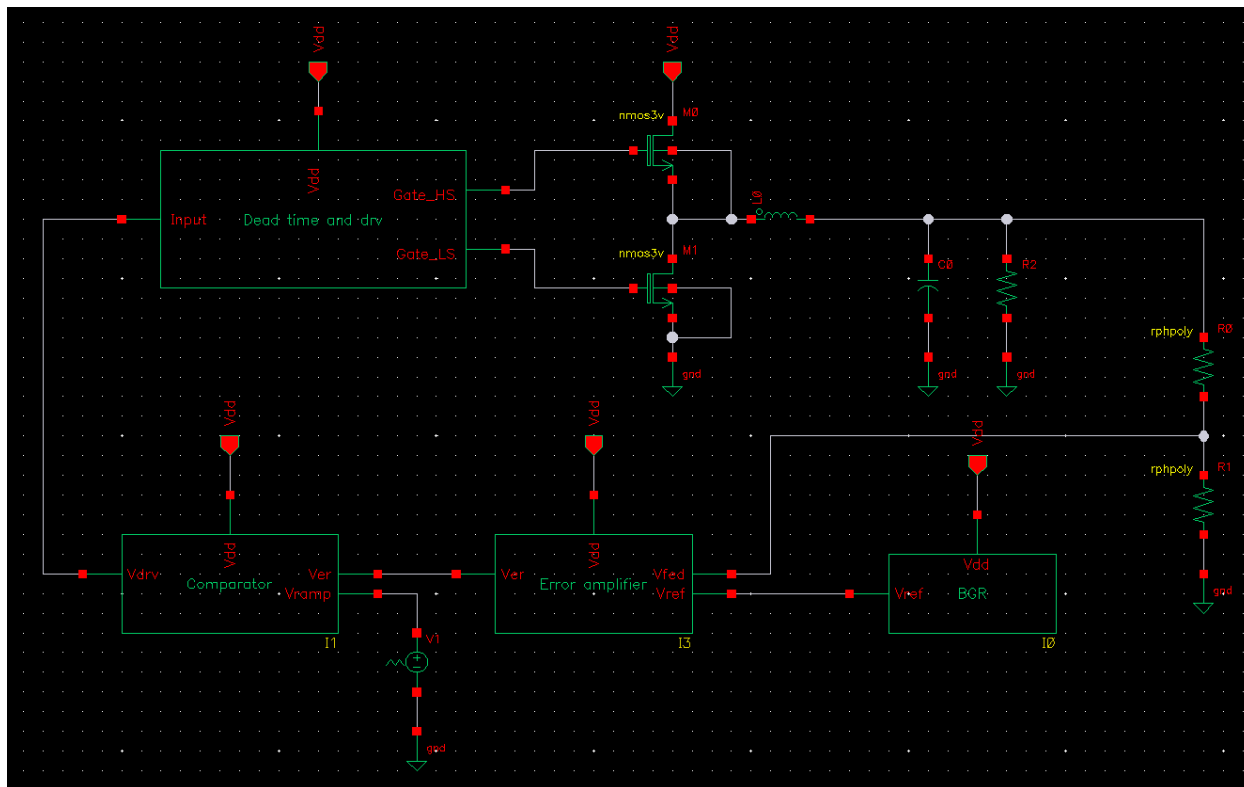 Vdd
Vdd
nmos3v
M0
Vdd
Gate_HS
Input
Dead time and drv
L0
Gate_LS
nmos3v
M1
C0
R2
gnd
gnd
gnd
rphpoly
R0
Vdd
Vdd
Vdd
rphpoly
R1
Vdd
Vdd
Vdd
Vdrv
Comparator
Ver
Vramp
Ver
Error amplifier
Vfed
Vref
Vref
BGR
gnd
I1
I3
I0
V1
gnd